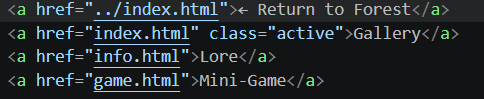 <a href="../index.html">← Return to Forest</a>
<a href="index.html" class="active">Gallery</a>
<a href="info.html">Lore</a>
<a href="game.html">Mini-Game</a>